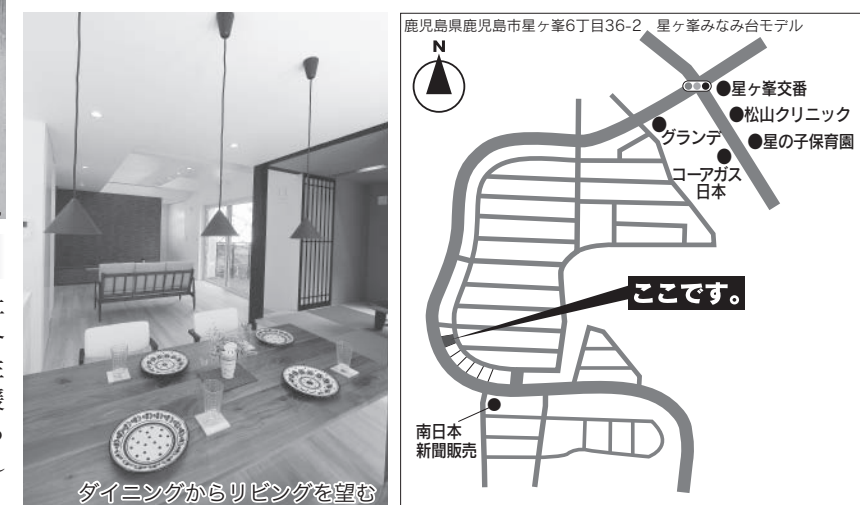 ダイニングからリビングを望む
鹿児島県鹿児島市星ヶ峯6丁目36-2 星ヶ峯みなみ台モデル
N
星ヶ峯交番
松山クリニック
グランデ
星の子保育園
コーアガス
日本
ここです。
南日本
新聞販売